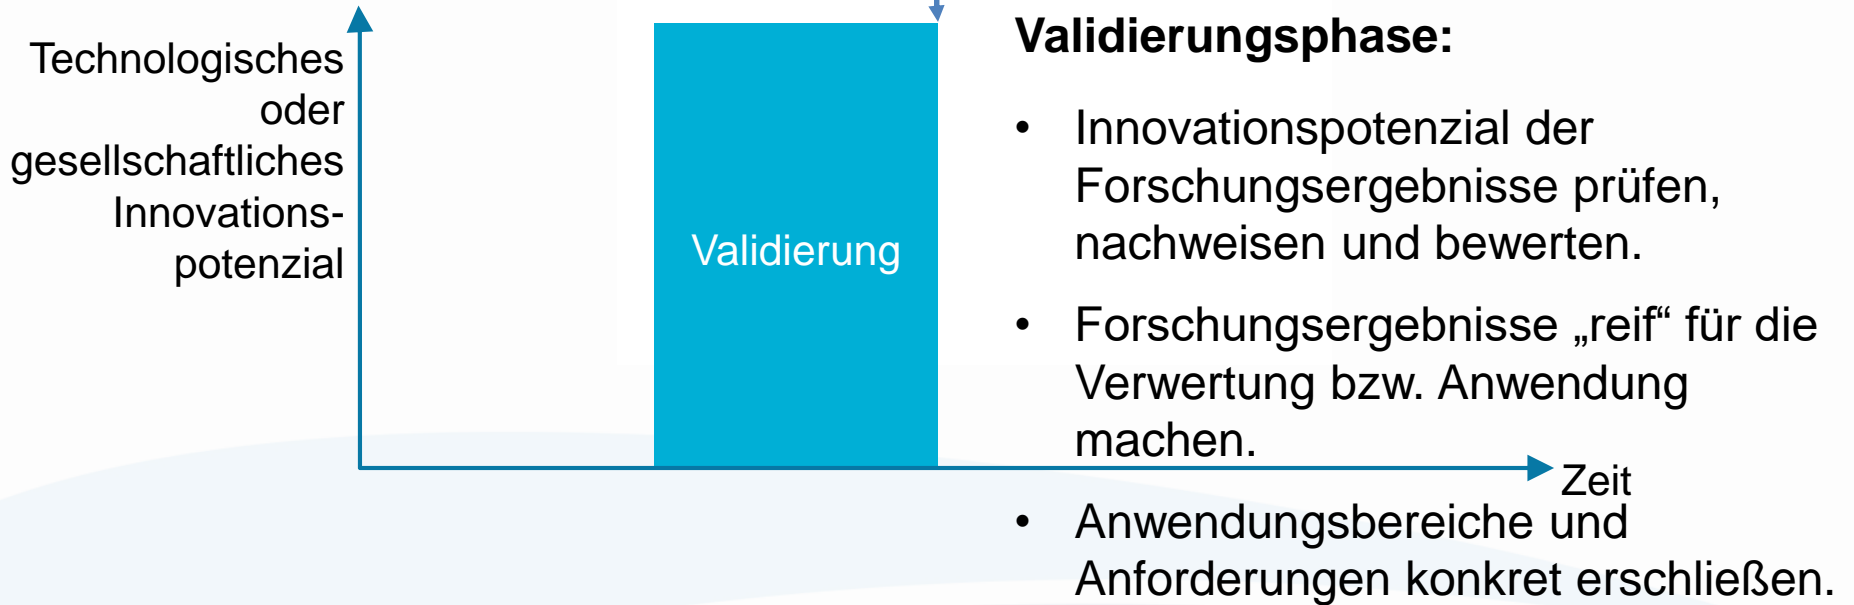 Technologisches
oder
gesellschaftliches
Innovations-
potenzial
Validierung
Validierungsphase:
• Innovationspotenzial der
Forschungsergebnisse prüfen,
nachweisen und bewerten.
• Forschungsergebnisse „reif“ für die
Verwertung bzw. Anwendung
machen.
Zeit
• Anwendungsbereiche und
Anforderungen konkret erschließen.